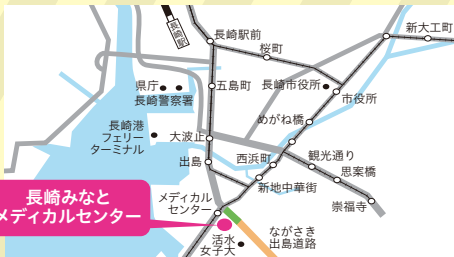 長崎駅
長崎駅前
桜町
新大工町
県庁
長崎警察署
五島町
長崎市役所
市役所
めがね橋
長崎港
フェリー
ターミナル
大波止
出島
西浜町
観光通り
思案橋
崇福寺
新地中華街
長崎みなと
メディカルセンター
メディカル
センター
活水
女子大
ながさき
出島道路